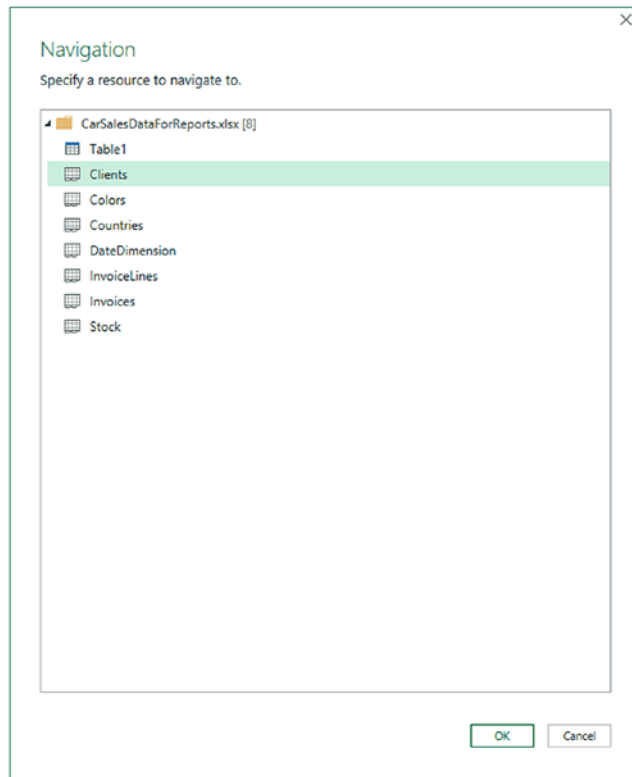 Navigation
Specify a resource to navigate to.
CarSalesDataForReports.xlsx [8]
Table1
Clients
Colors
Countries
DateDimension
InvoiceLines
Invoices
Stock
OK Cancel